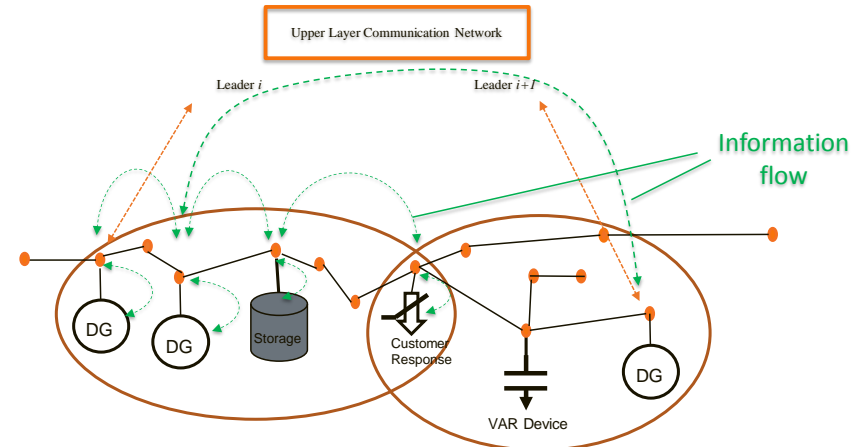 Upper Layer Communication Network
Leader i
Leader i+1
Information
flow
DG
DG
Storage
Customer
Response
DG
VAR Device